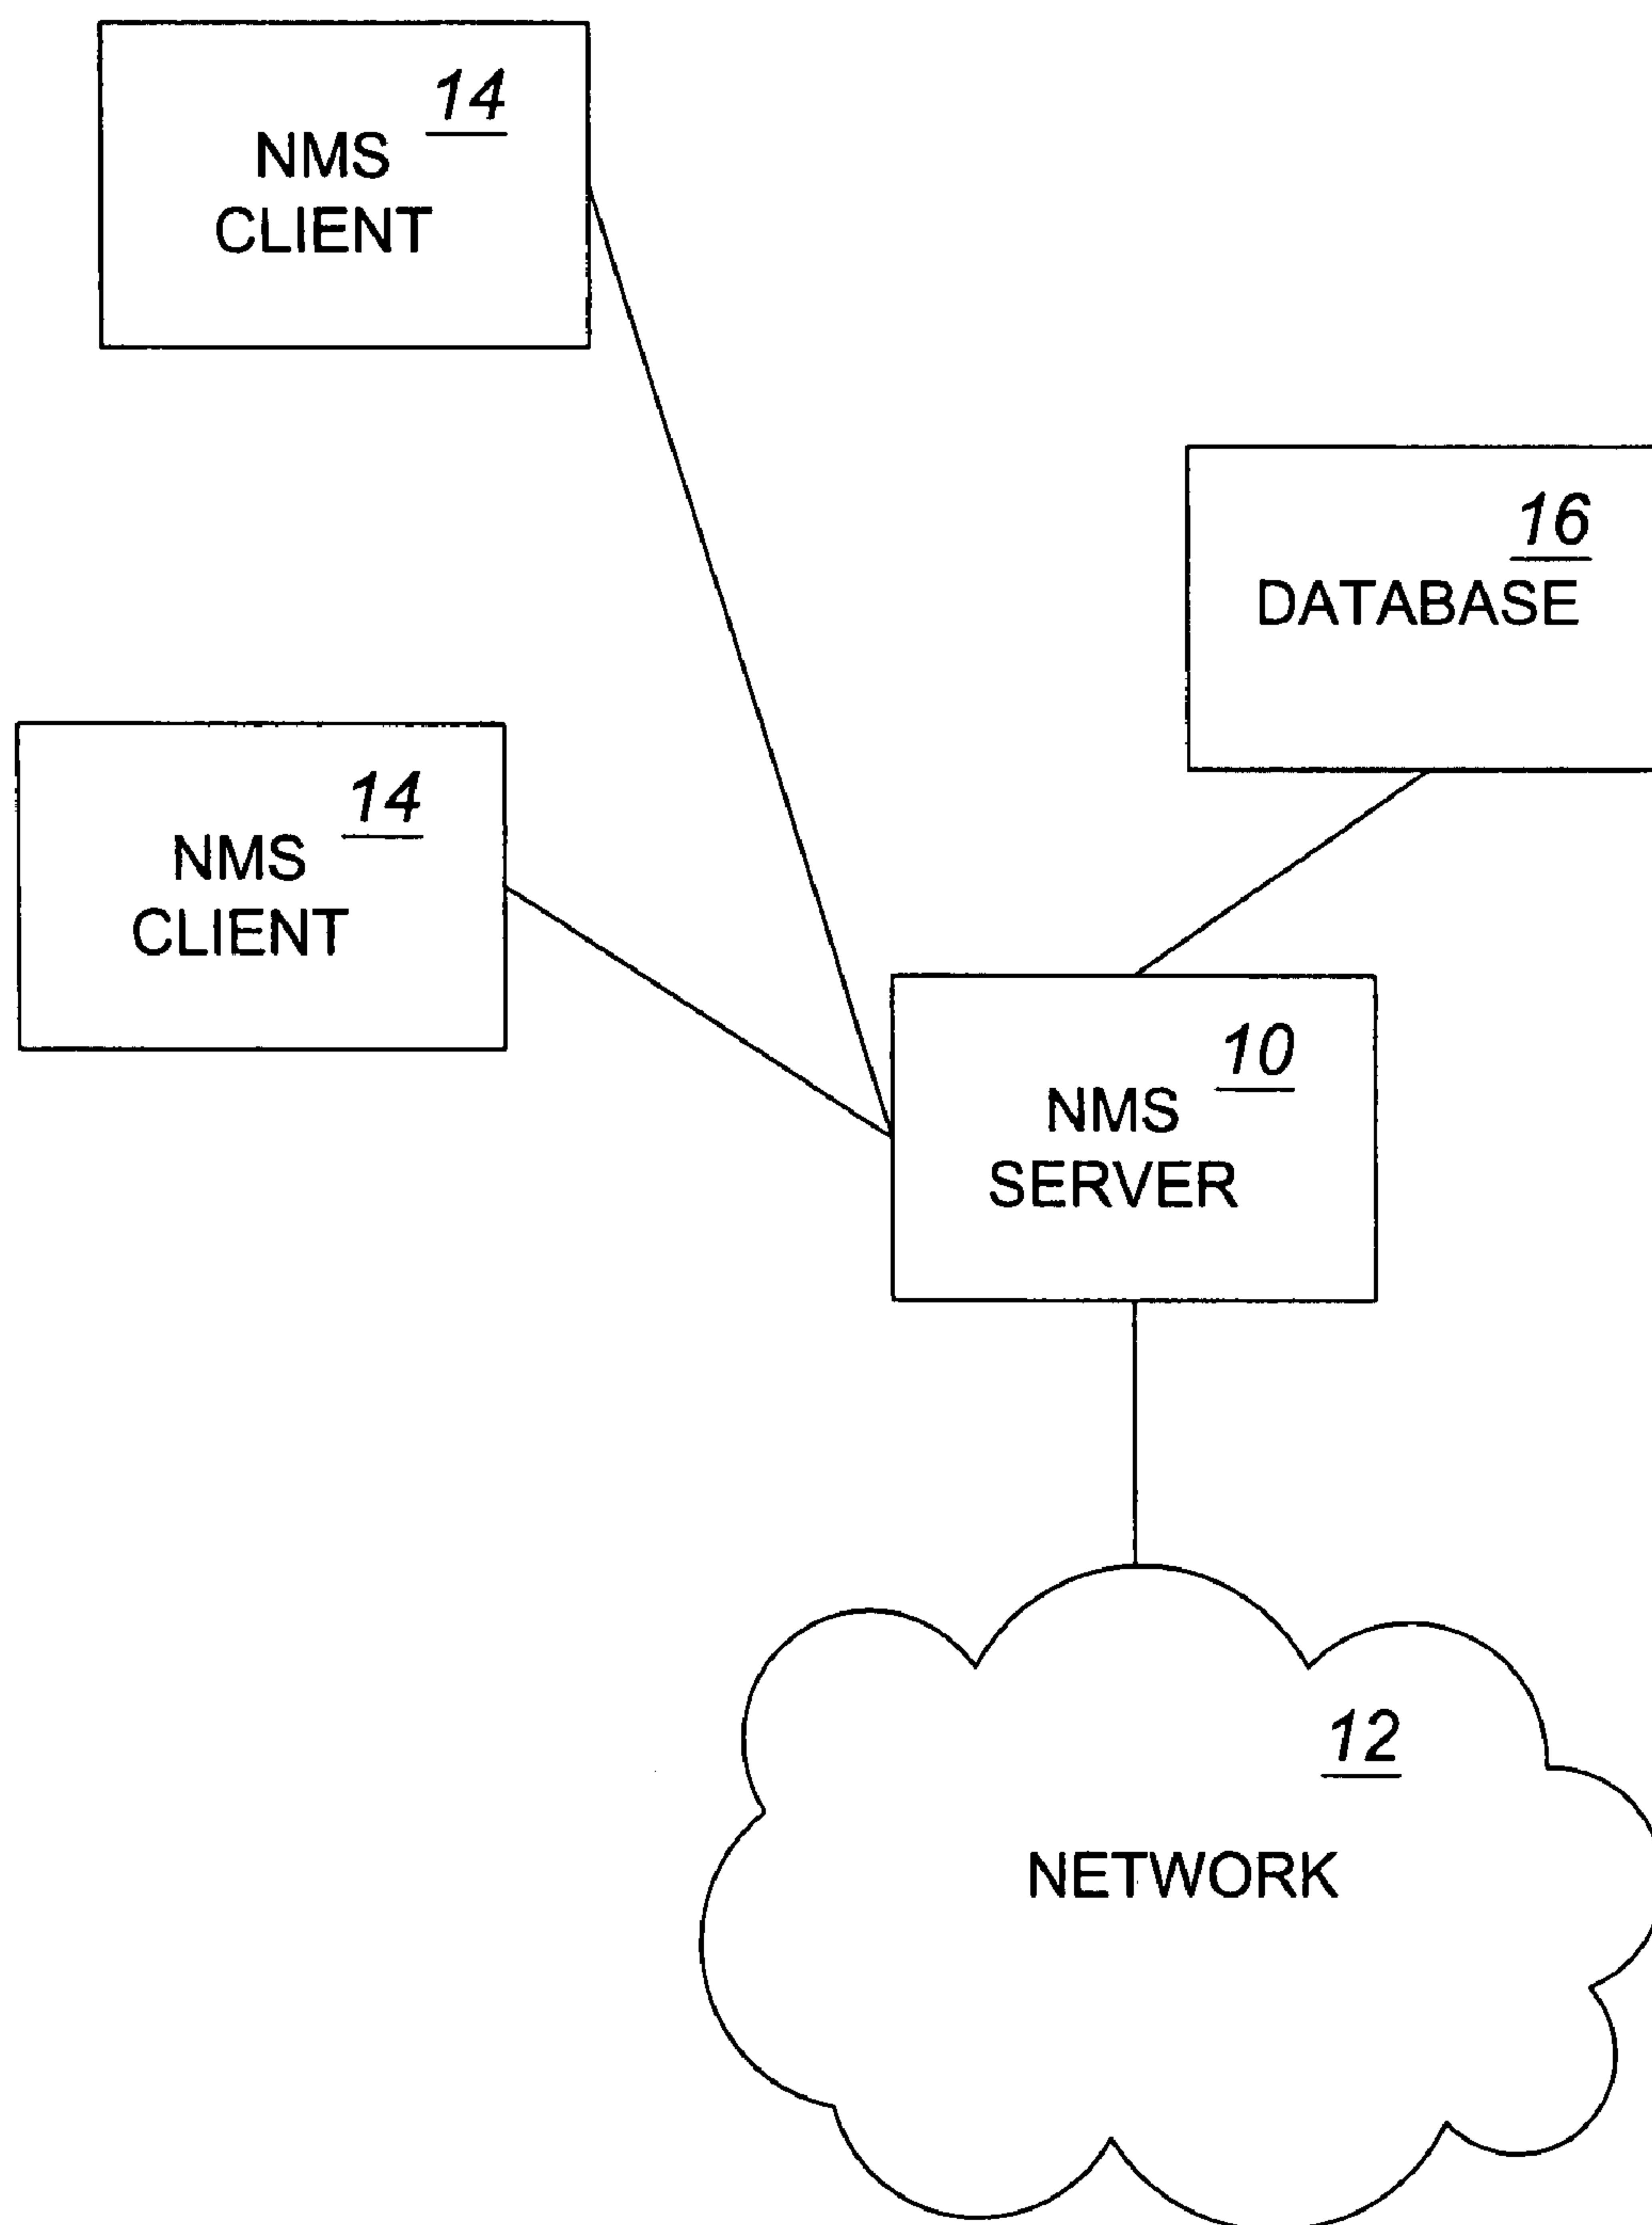 14
NMS
CLIENT
16
DATABASE
14
NMS
CLIENT
10
NMS
SERVER
12
NETWORK